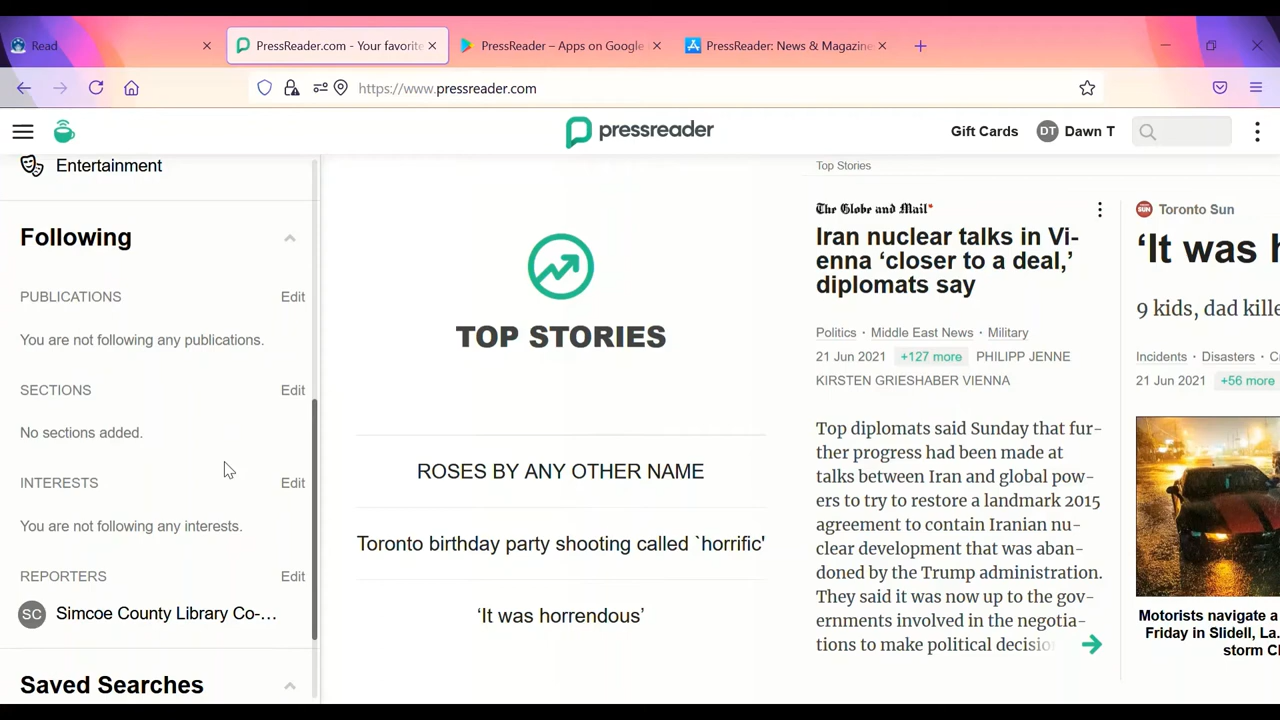 Read
PressReader.com - Your favorite
PressReader – Apps on Google
PressReader: News & Magazine
https://www.pressreader.com
pressreader
Gift Cards
DT
Dawn T
Entertainment
Following
PUBLICATIONS
Edit
You are not following any publications.
SECTIONS
Edit
No sections added.
INTERESTS
Edit
You are not following any interests.
REPORTERS
Edit
SC
Simcoe County Library Co-…
Saved Searches
TOP STORIES
ROSES BY ANY OTHER NAME
Toronto birthday party shooting called `horrific'
‘It was horrendous’
Top Stories
The Globe and Mail*
Iran nuclear talks in Vi-
enna ‘closer to a deal,’
diplomats say
Politics · Middle East News · Military
21 Jun 2021 +127 more PHILIPP JENNE
KIRSTEN GRIESHABER VIENNA
Top diplomats said Sunday that fur-
ther progress had been made at
talks between Iran and global pow-
ers to try to restore a landmark 2015
agreement to contain Iranian nu-
clear development that was aban-
doned by the Trump administration.
They said it was now up to the gov-
ernments involved in the negotia-
tions to make political decisio
SUN
Toronto Sun
‘It was h
9 kids, dad kille
Incidents · Disasters · C
21 Jun 2021 +56 more
Motorists navigate a
Friday in Slidell, La.
storm Cl